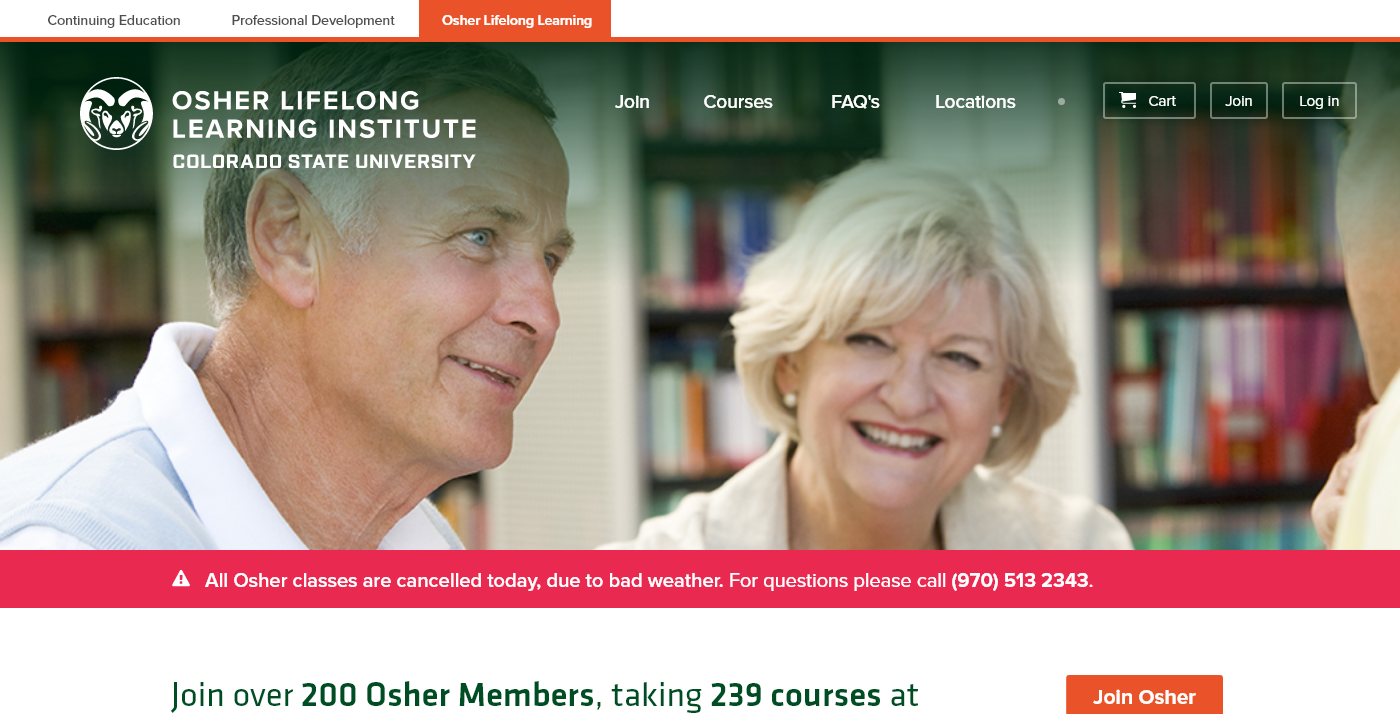 Continuing Education
Professional Development
Osher Lifelong Learning
OSHER LIFELONG
LEARNING INSTITUTE
COLORADO STATE UNIVERSITY
Join
Courses
FAQ's
Locations
Cart
Join
Log in
All Osher classes are cancelled today, due to bad weather. For questions please call (970) 513 2343.
Join over 200 Osher Members, taking 239 courses at
Join Osher